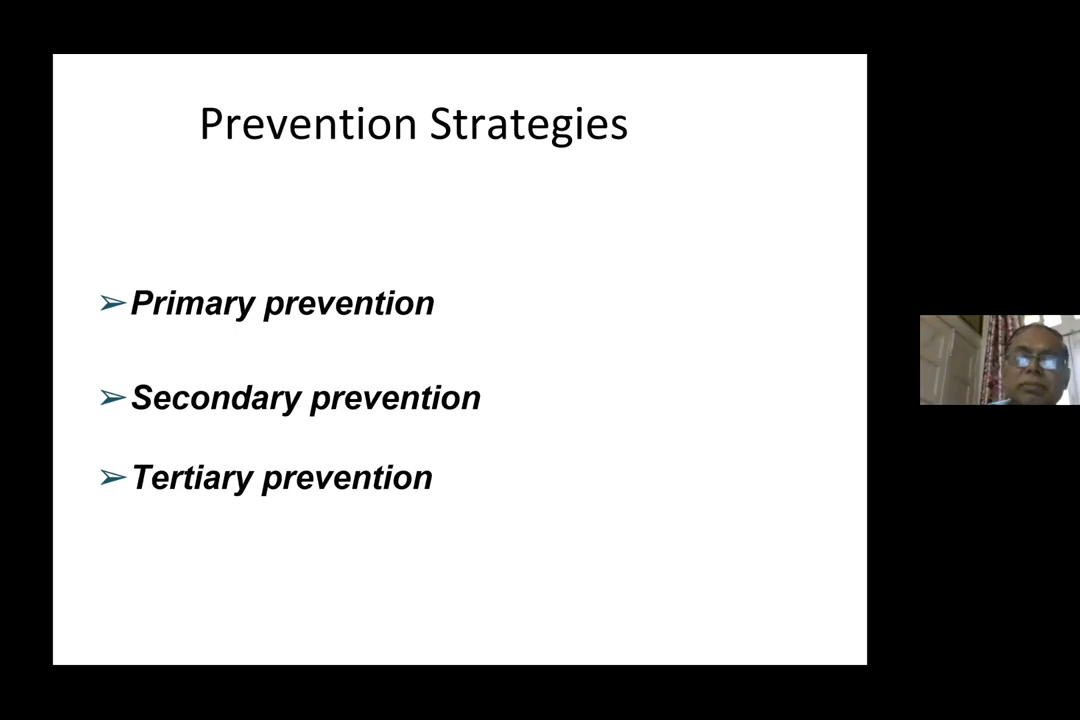 Prevention Strategies
➢Primary prevention
➢Secondary prevention
➢Tertiary prevention